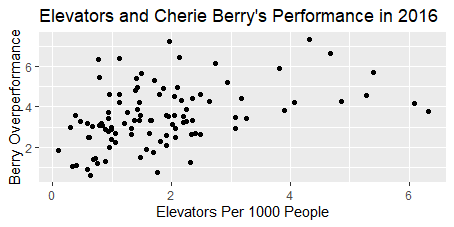 Elevators and Cherie Berry's Performance in 2016
Berry Overperformance
6
4
2
0
2
4
6
Elevators Per 1000 People